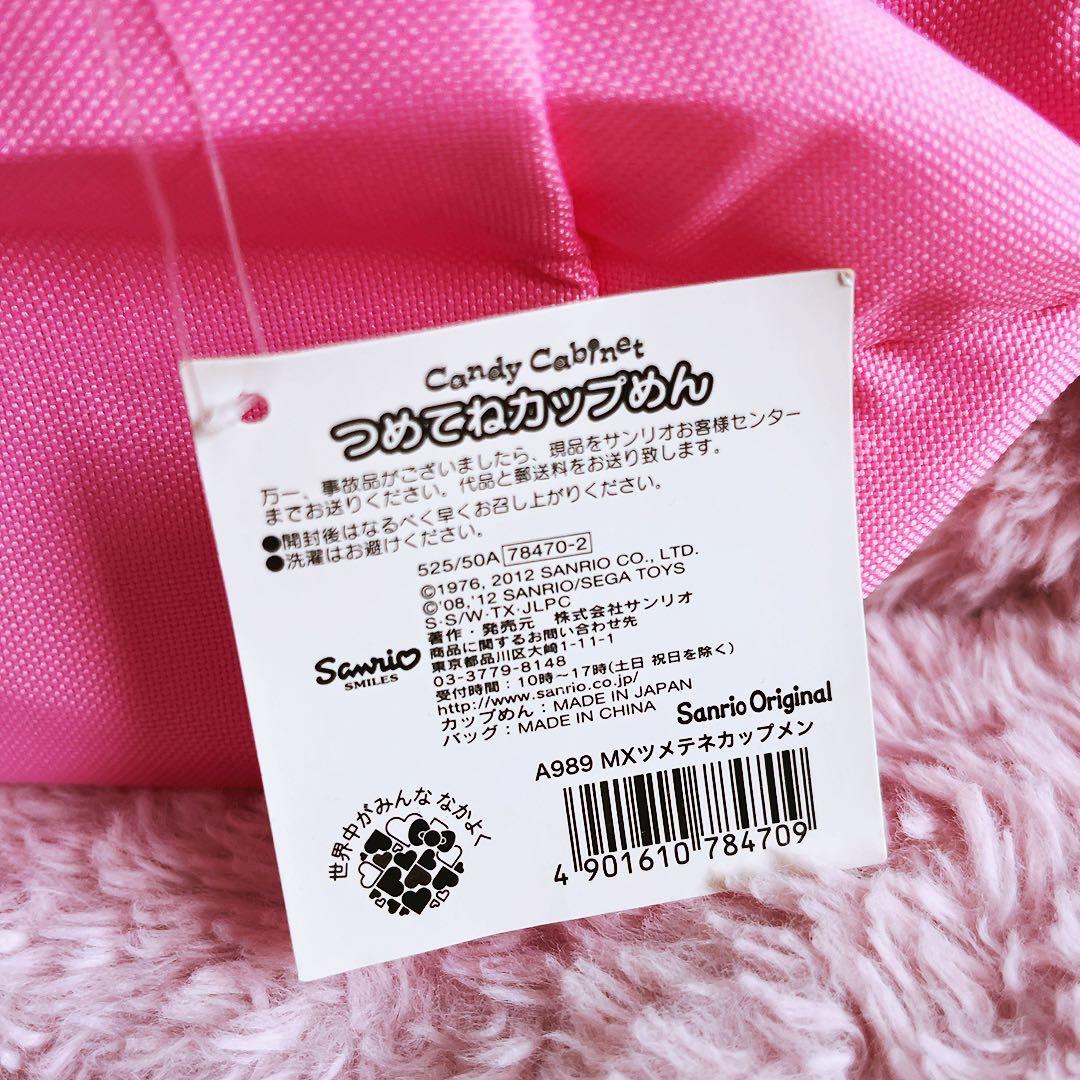 Candy Cabinet
つめてねカップめん
万一、事故品がございましたら、現品をサンリオお客様センター
までお送りください。代品と郵送料をお送り致します。
●開封後はなるべく早くお召し上がりください。
●洗濯はお避けください。
525/50A 78470-2
©1976, 2012 SANRIO CO., LTD.
©'08,'12 SANRIO/SEGA TOYS
S・S/W・TX・JLPC
著作・発売元 株式会社サンリオ
商品に関するお問い合わせ先
東京都品川区大崎1-11-1
03-3779-8148
受付時間：10時～17時(土日 祝日を除く)
http://www.sanrio.co.jp/
カップめん：MADE IN JAPAN
バッグ：MADE IN CHINA
Sanrio
SMILES
Sanrio Original
A989 MXツメテネカップメン
世界中がみんな なかよく
4 901610 784709